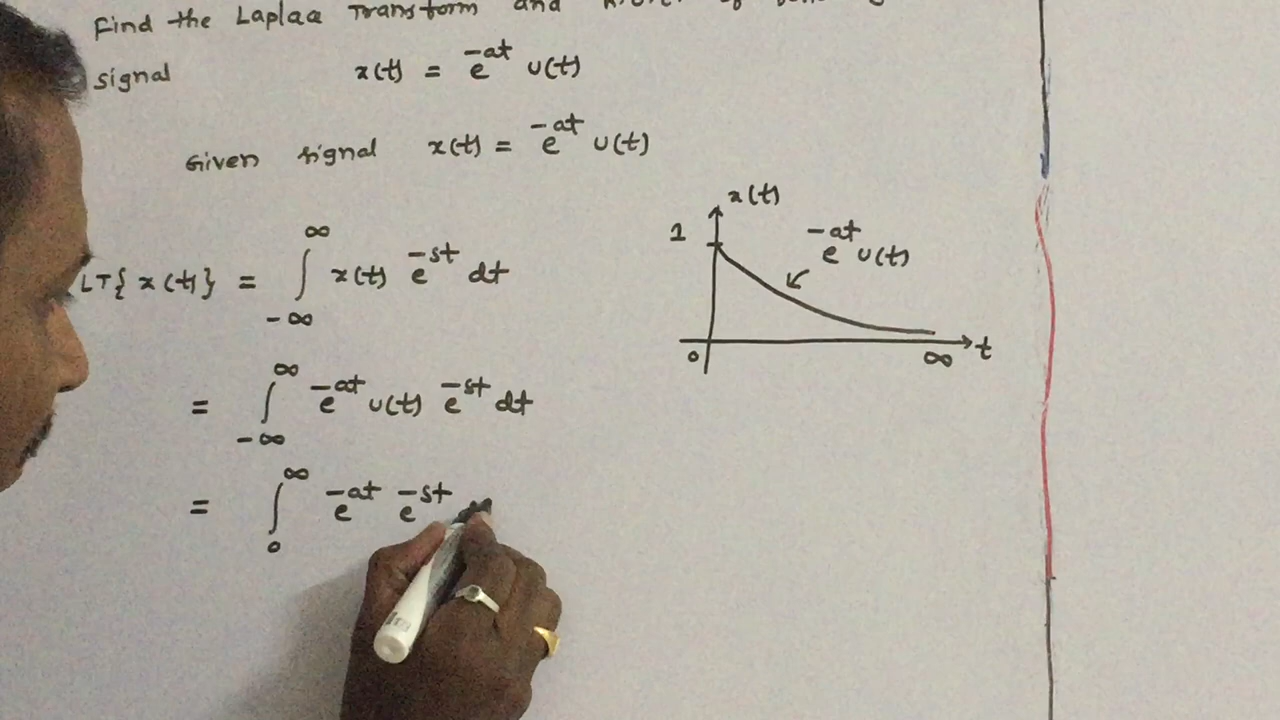 Find the Laplace Transform and
signal x(t) = e^{-at} u(t)
Given signal x(t) = e^{-at} u(t)
LT{x(t)} = ∫_{-∞}^{∞} x(t) e^{-st} dt
= ∫_{-∞}^{∞} e^{-at} u(t) e^{-st} dt
= ∫_{0}^{∞} e^{-at} e^{-st}
x(t)
1
e^{-at} u(t)
0 ∞ t